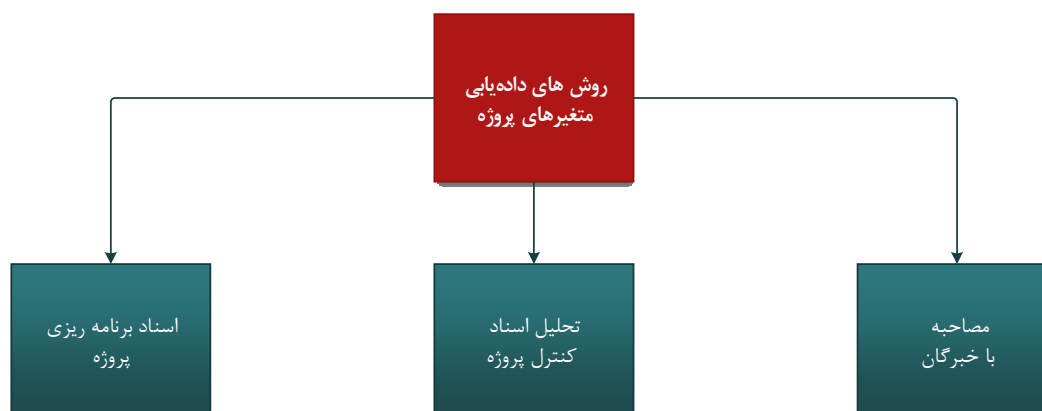 روش های داده‌یابی
متغیرهای پروژه
مصاحبه
با خبرگان
تحلیل اسناد
کنترل پروژه
اسناد برنامه ریزی
پروژه